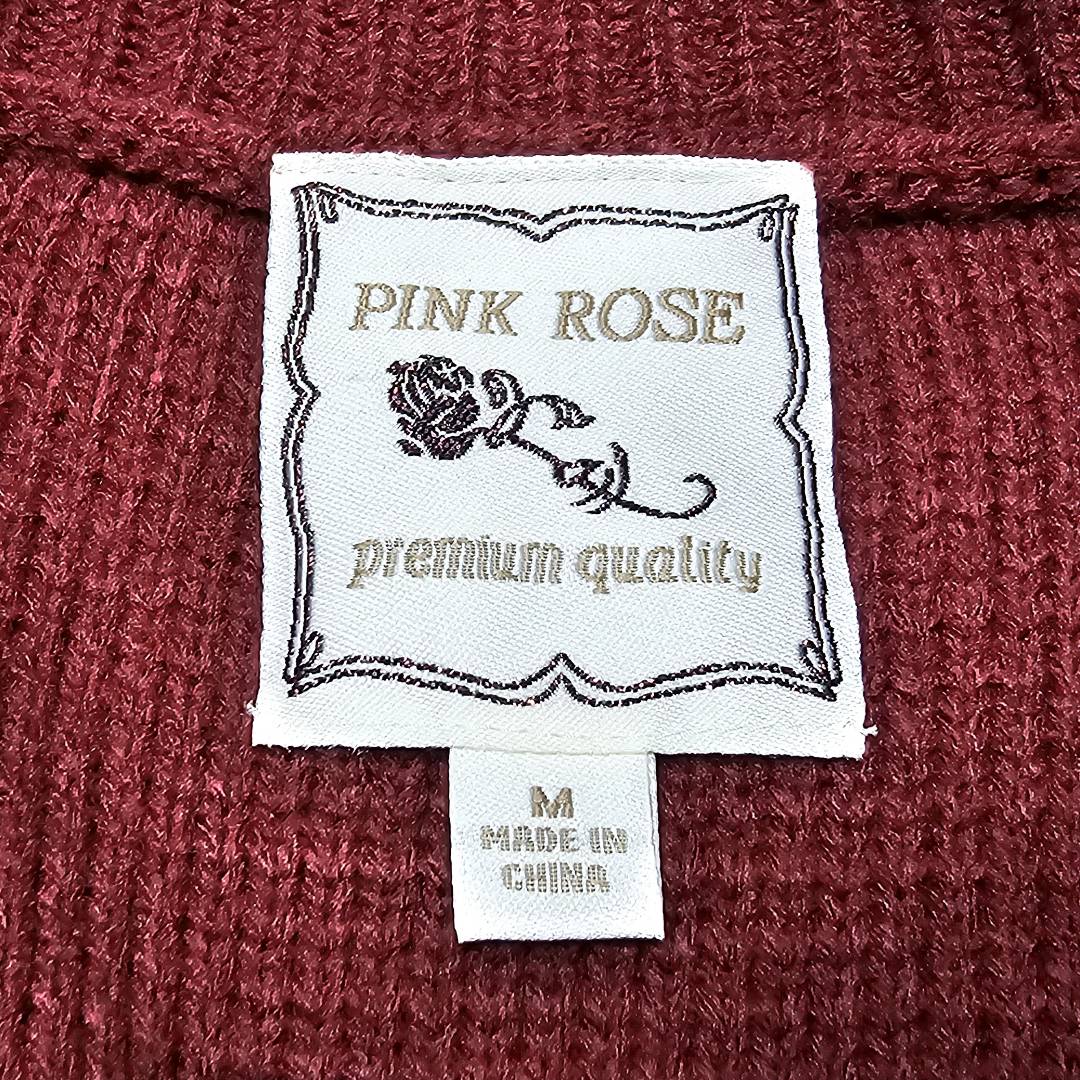 PINK ROSE
premium quality
M
MADE IN
CHINA